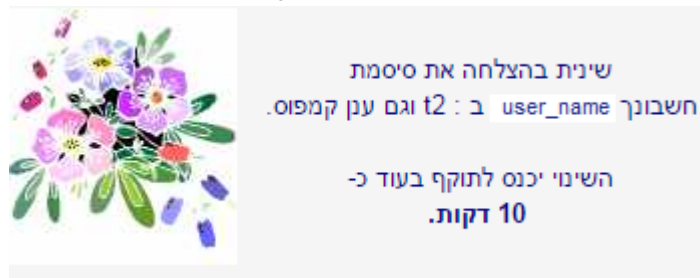 שינית בהצלחה את סיסמת
חשבונך user_name ב : t2 וגם ענן קמפוס.
השינוי יכנס לתוקף בעוד כ-
10 דקות.